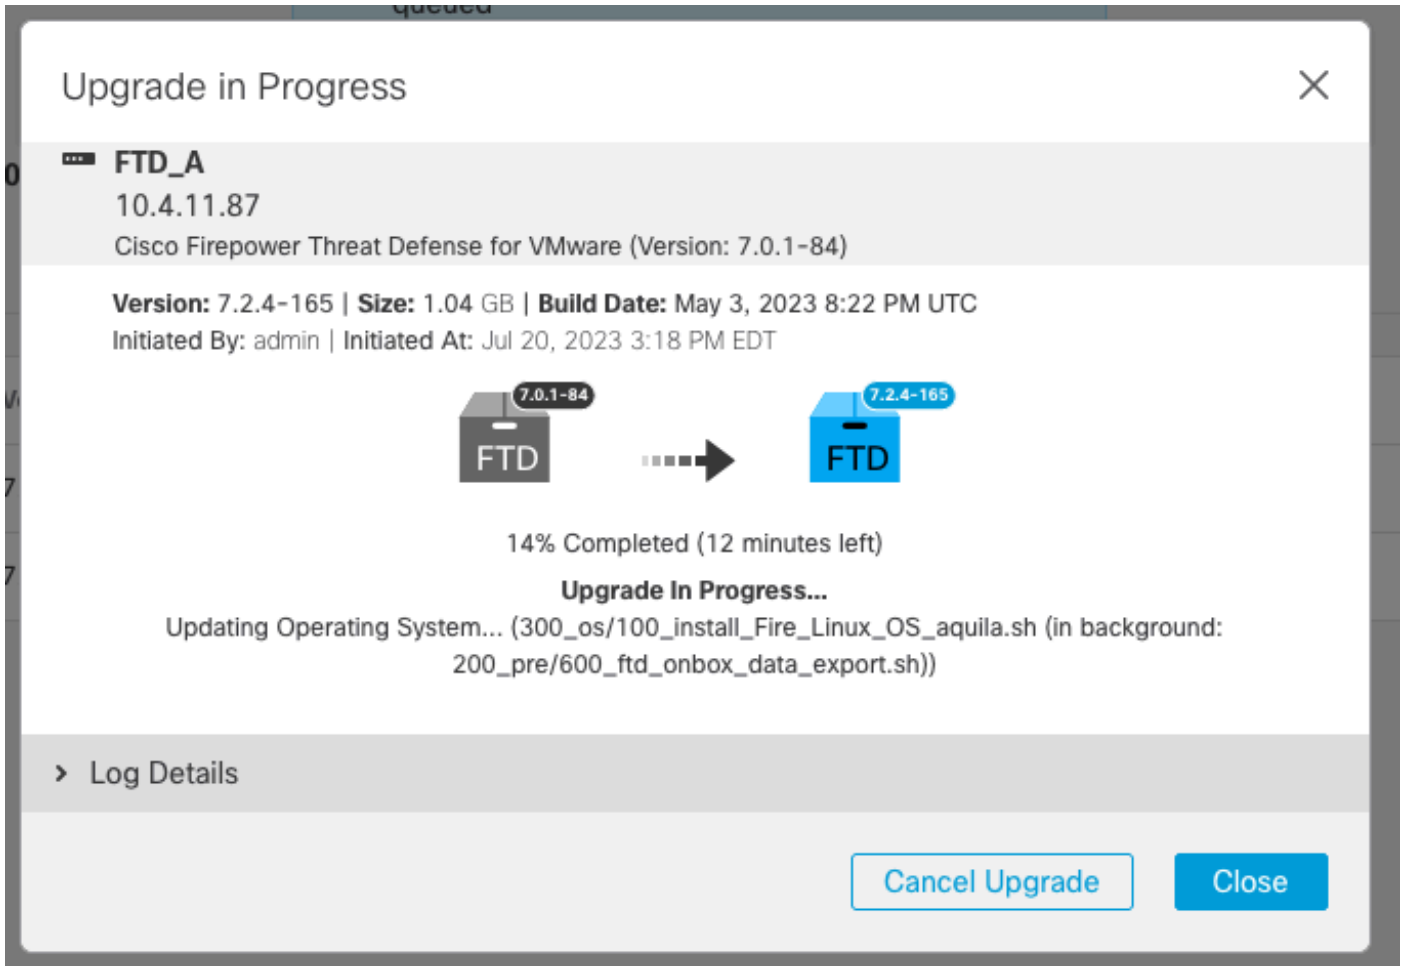 queued
Upgrade in Progress
FTD_A
10.4.11.87
Cisco Firepower Threat Defense for VMware (Version: 7.0.1-84)
Version: 7.2.4-165 | Size: 1.04 GB | Build Date: May 3, 2023 8:22 PM UTC
Initiated By: admin | Initiated At: Jul 20, 2023 3:18 PM EDT
7.0.1-84
FTD
7.2.4-165
FTD
14% Completed (12 minutes left)
Upgrade In Progress...
Updating Operating System... (300_os/100_install_Fire_Linux_OS_aquila.sh (in background:
200_pre/600_ftd_onbox_data_export.sh))
Log Details
Cancel Upgrade
Close